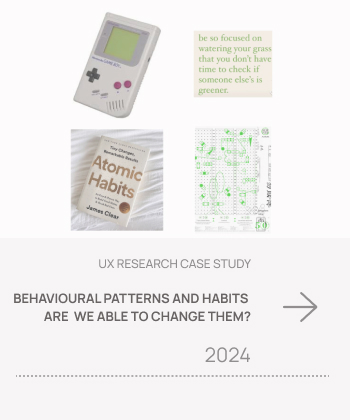 be so focused on
watering your grass
that you don't have
time to check if
someone else's is
greener.
Tiny Changes,
Remarkable Results
Atomic
Habits
James Clear
UX RESEARCH CASE STUDY
BEHAVIOURAL PATTERNS AND HABITS
ARE WE ABLE TO CHANGE THEM?
2024